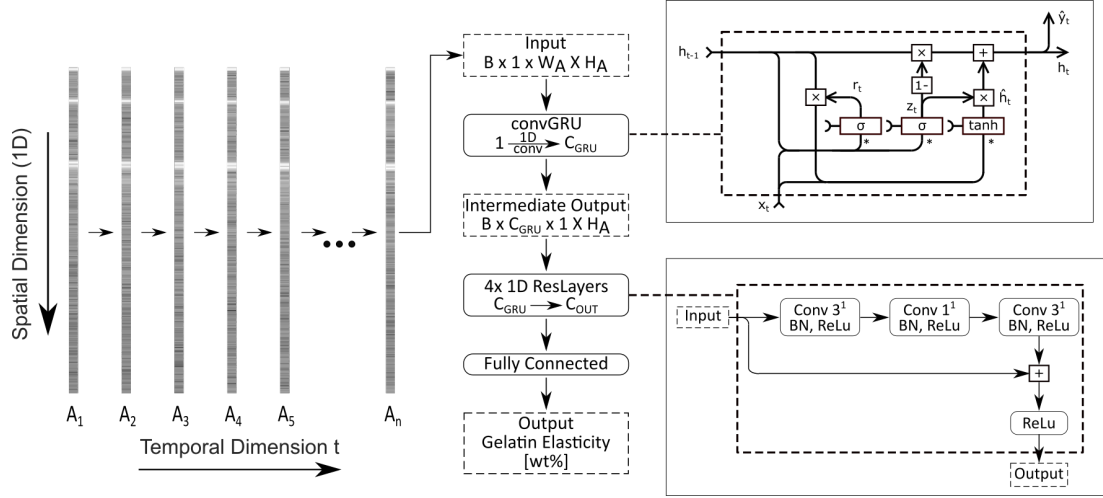 Spatial Dimension (1D)
A1 A2 A3 A4 A5 ... An
Temporal Dimension t
Input
B x 1 x WA X HA
convGRU
1 1D conv CGRU
Intermediate Output
B x CGRU x 1 X HA
4x 1D ResLayers
CGRU COUT
Fully Connected
Output
Gelatin Elasticity
[wt%]
ŷt
ht-1 × +
ht
1-
rt
zt
ĥt
× ×
σ σ tanh
* * *
xt
Input
Conv 3¹
BN, ReLu
Conv 1¹
BN, ReLu
Conv 3¹
BN, ReLu
+
ReLu
Output